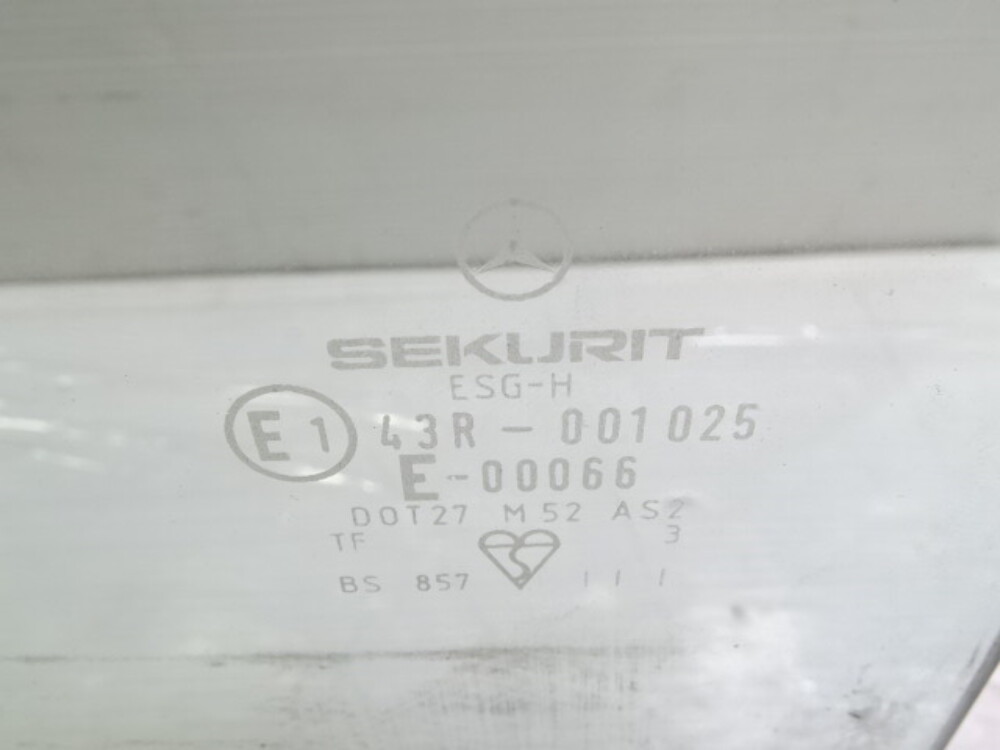 SEKURIT
ESG-H
E1 43R - 001025
E-00066
DOT27 M52 AS2
TF 3
BS 857 | | |